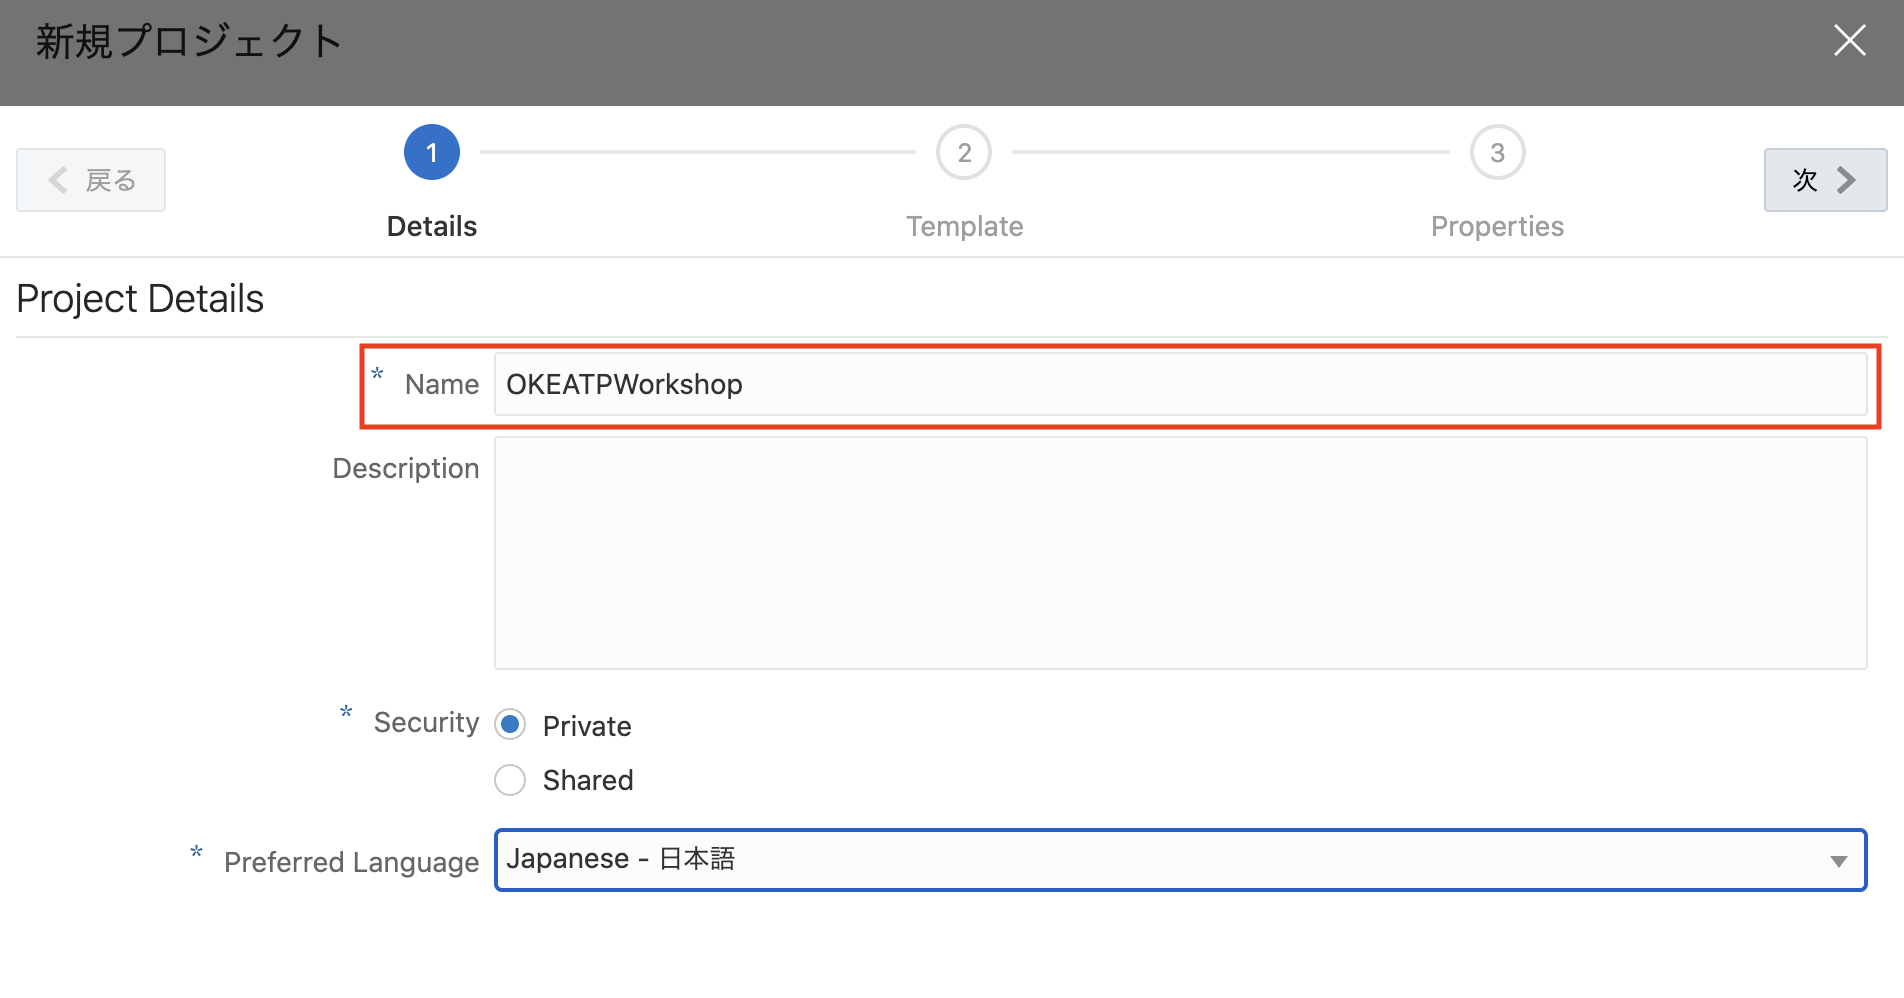 新規プロジェクト
戻る
1
2
3
次
Details
Template
Properties
Project Details
* Name OKEATPWorkshop
Description
* Security Private
Shared
* Preferred Language Japanese - 日本語